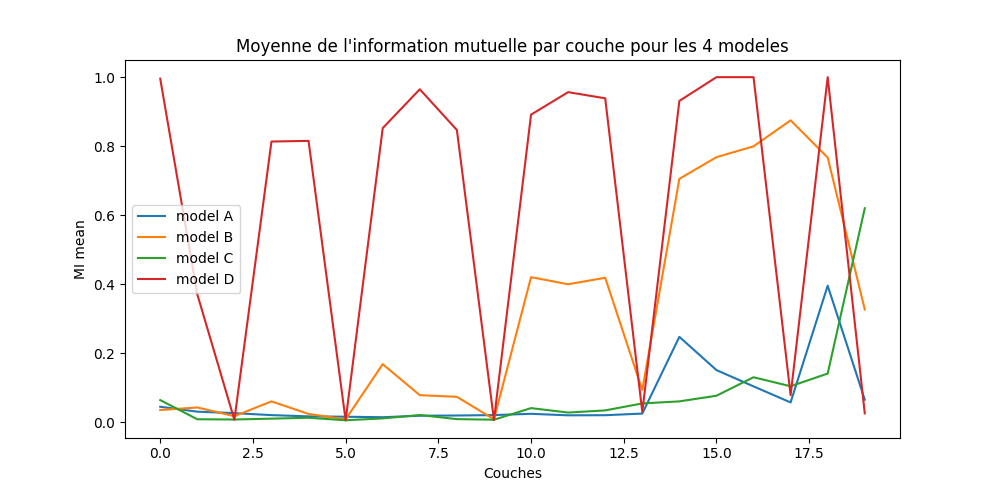 Moyenne de l'information mutuelle par couche pour les 4 modeles
1.0
0.8
0.6
0.4
0.2
0.0
MI mean
model A
model B
model C
model D
0.0 2.5 5.0 7.5 10.0 12.5 15.0 17.5
Couches